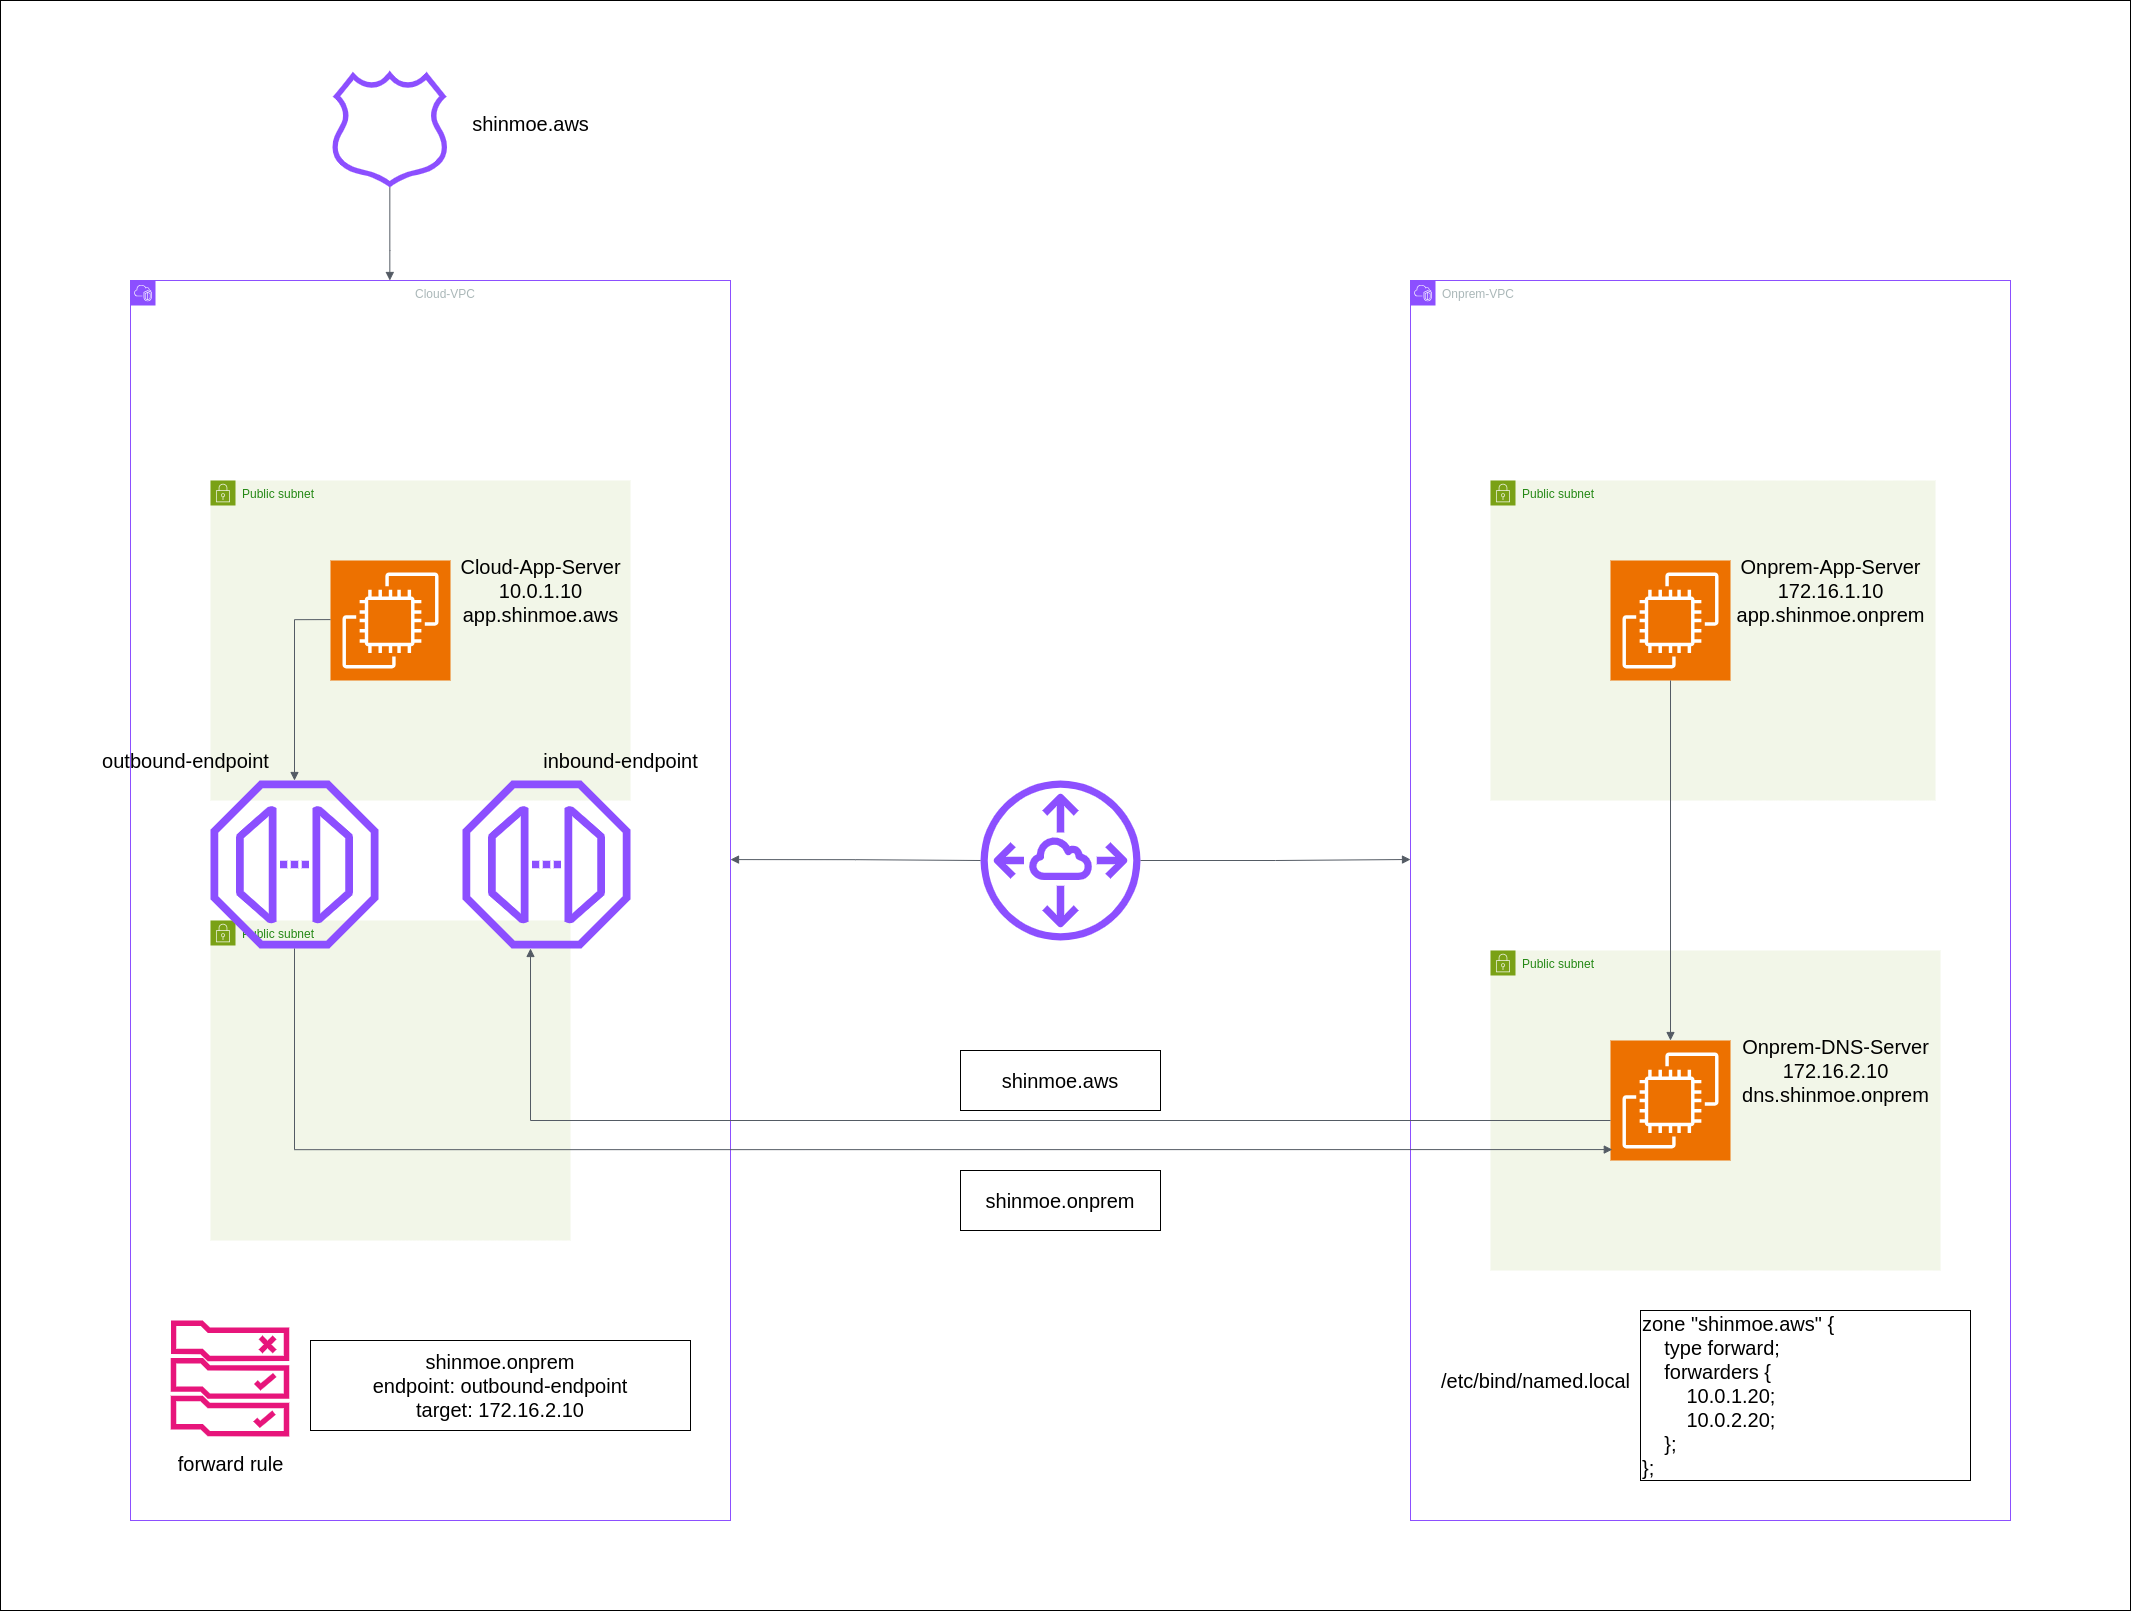 shinmoe.aws
Cloud-VPC
Onprem-VPC
Public subnet
Cloud-App-Server
10.0.1.10
app.shinmoe.aws
Public subnet
Onprem-App-Server
172.16.1.10
app.shinmoe.onprem
outbound-endpoint
inbound-endpoint
Public subnet
Public subnet
Onprem-DNS-Server
172.16.2.10
dns.shinmoe.onprem
shinmoe.aws
shinmoe.onprem
forward rule
shinmoe.onprem
endpoint: outbound-endpoint
target: 172.16.2.10
/etc/bind/named.local
zone "shinmoe.aws" {
    type forward;
    forwarders {
        10.0.1.20;
        10.0.2.20;
    };
};